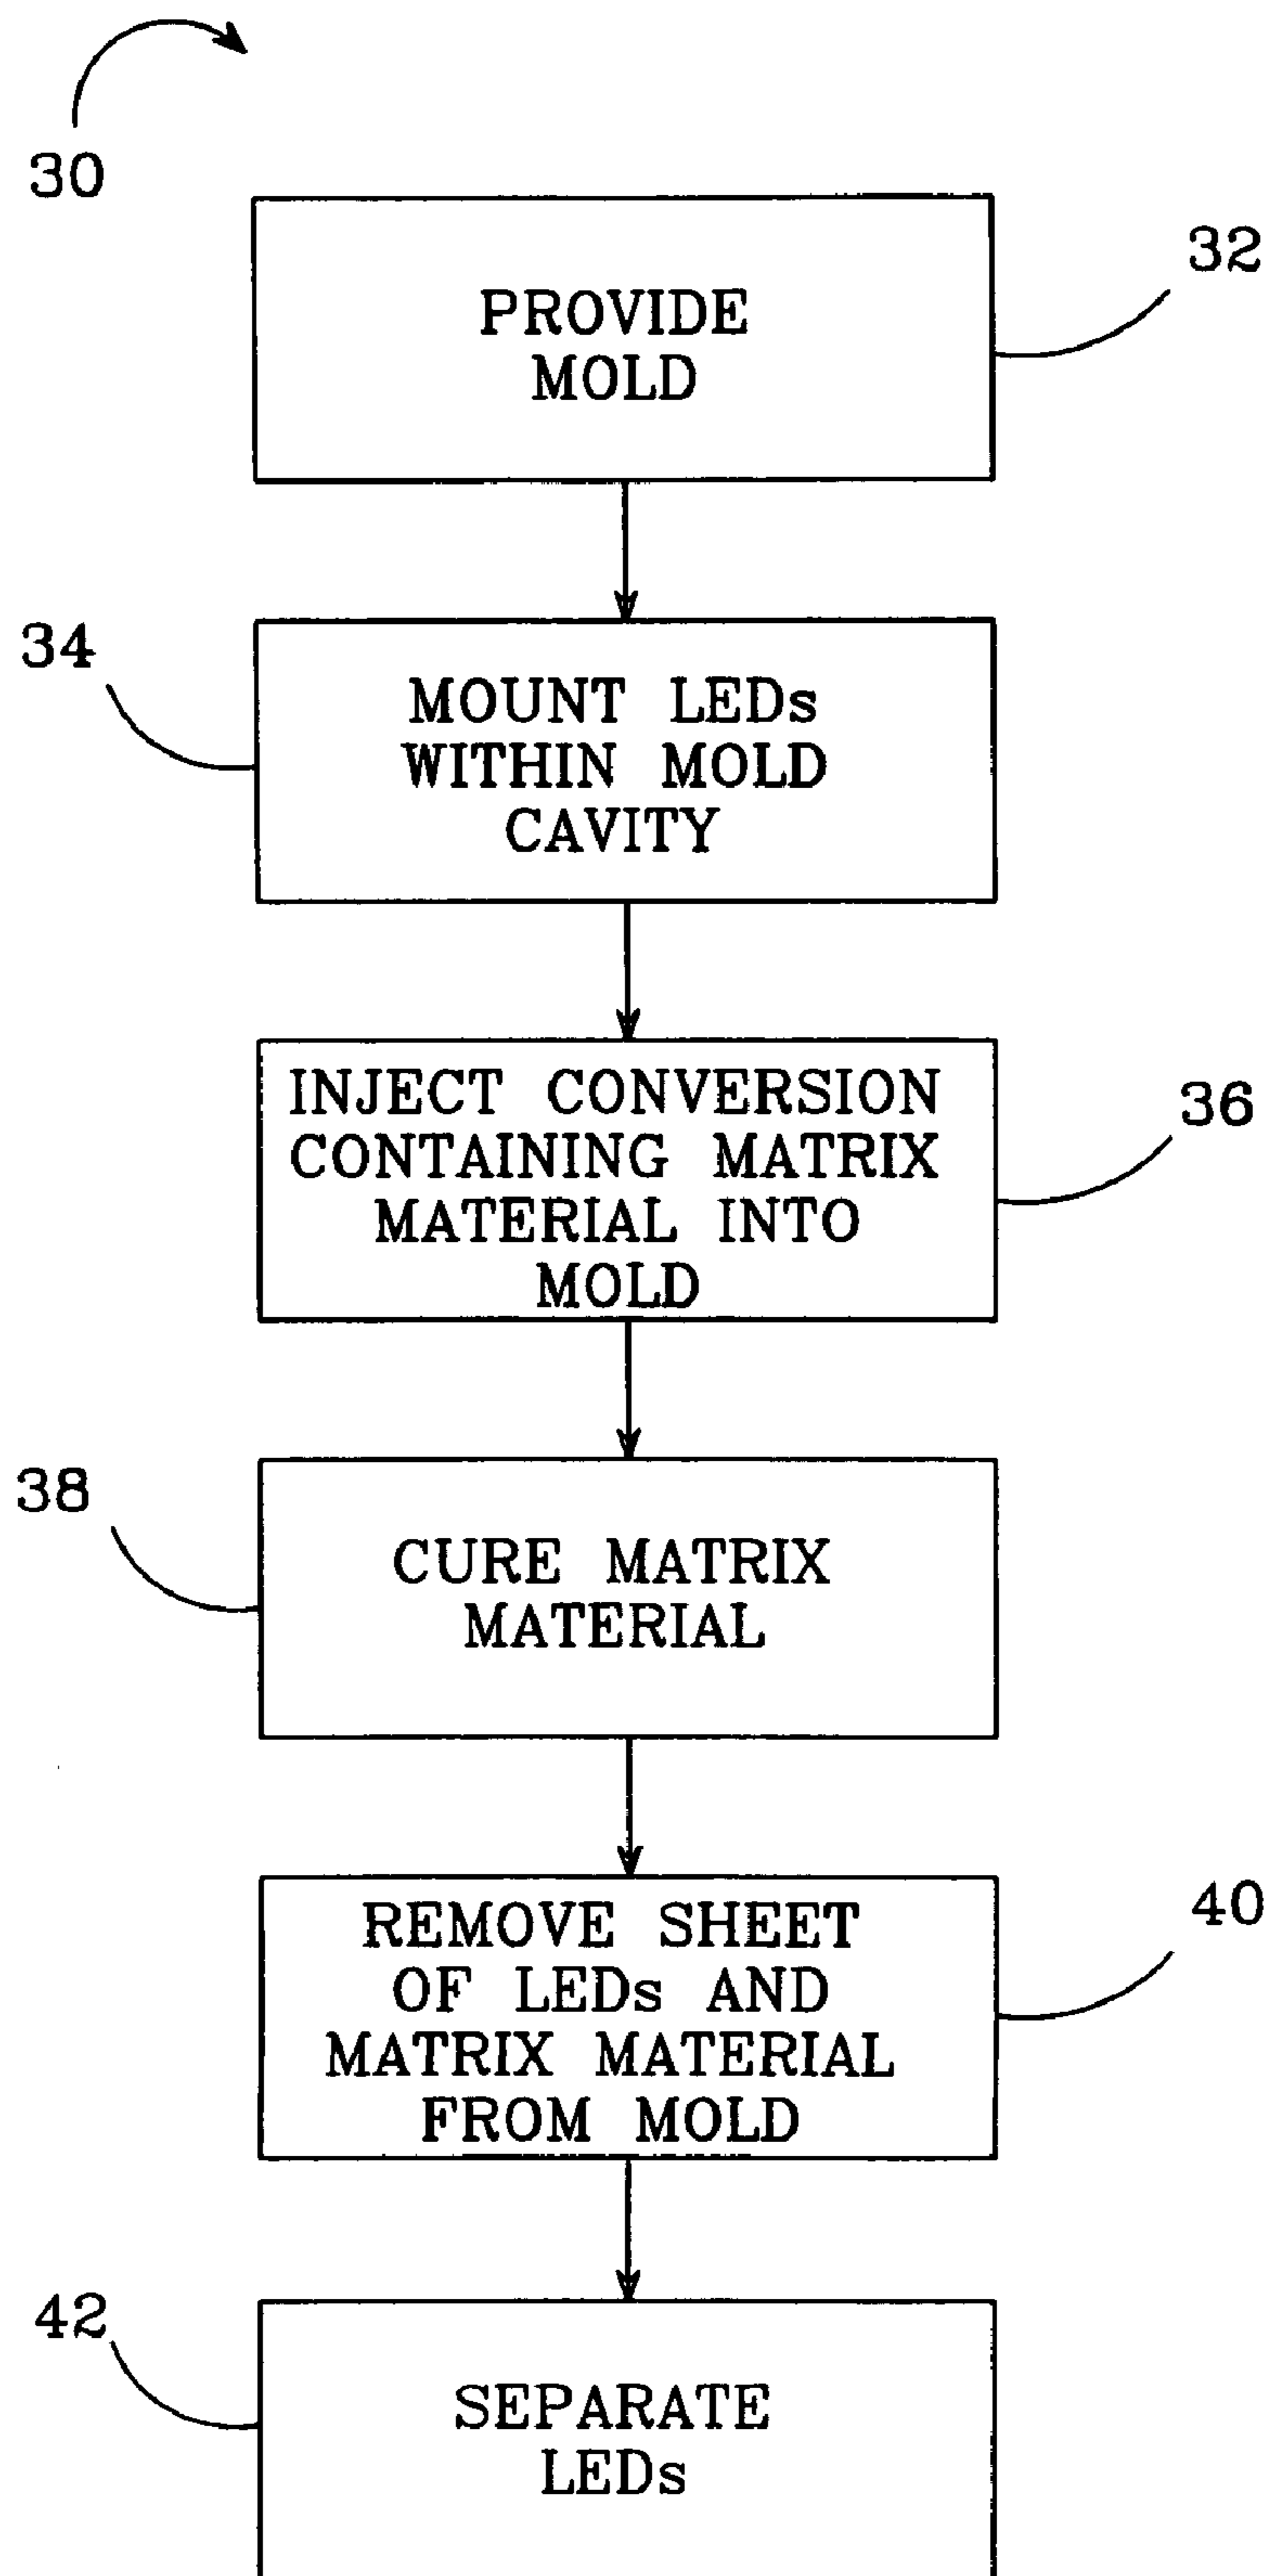 30
PROVIDE
MOLD
32
34
MOUNT LEDs
WITHIN MOLD
CAVITY
INJECT CONVERSION
CONTAINING MATRIX
MATERIAL INTO
MOLD
36
38
CURE MATRIX
MATERIAL
REMOVE SHEET
OF LEDs AND
MATRIX MATERIAL
FROM MOLD
40
42
SEPARATE
LEDs